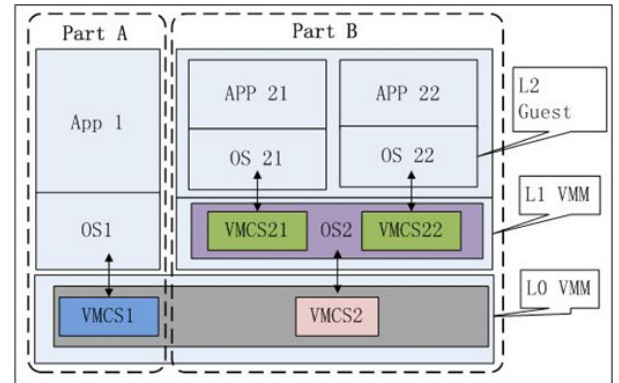 Part A
Part B
App 1
APP 21
APP 22
L2
Guest
OS 21
OS 22
OS1
VMCS21
OS2
VMCS22
L1 VMM
VMCS1
VMCS2
L0 VMM